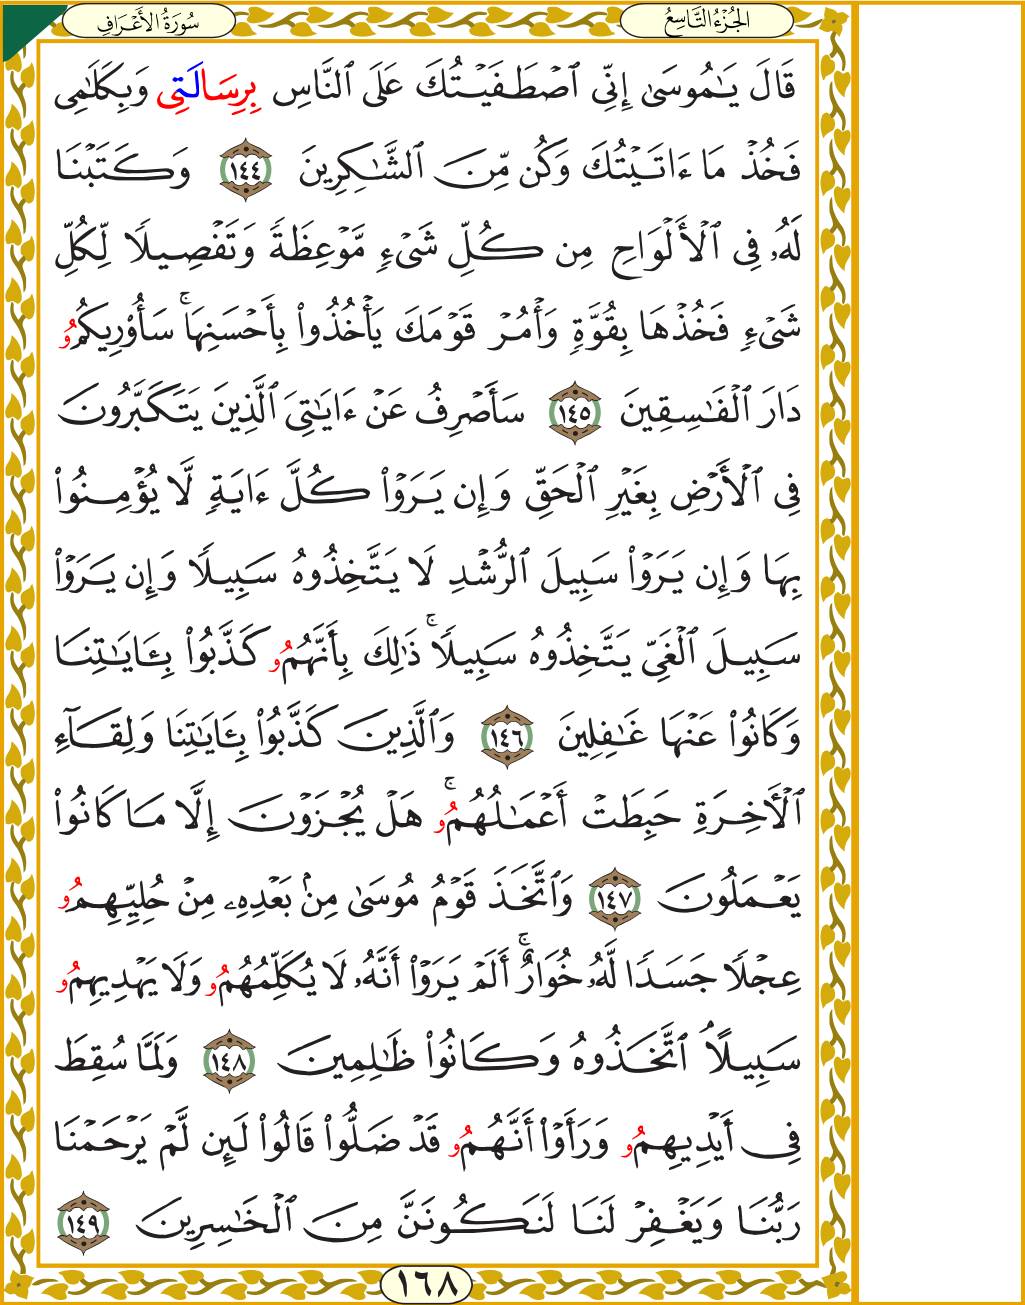 الجُزْءُ التَّاسِعُ
سُورَةُ الأَعْرَافِ
قَالَ يَٰمُوسَىٰ إِنِّي ٱصْطَفَيْتُكَ عَلَى ٱلنَّاسِ بِرِسَالَتِي وَبِكَلَٰمِي
فَخُذْ مَا ءَاتَيْتُكَ وَكُن مِّنَ ٱلشَّٰكِرِينَ ١٤٤ وَكَتَبْنَا
لَهُۥ فِي ٱلْأَلْوَاحِ مِن كُلِّ شَيْءٍ مَّوْعِظَةً وَتَفْصِيلًا لِّكُلِّ
شَيْءٍ فَخُذْهَا بِقُوَّةٍ وَأْمُرْ قَوْمَكَ يَأْخُذُوا۟ بِأَحْسَنِهَا ۚ سَأُو۟رِيكُمُو
دَارَ ٱلْفَٰسِقِينَ ١٤٥ سَأَصْرِفُ عَنْ ءَايَٰتِيَ ٱلَّذِينَ يَتَكَبَّرُونَ
فِي ٱلْأَرْضِ بِغَيْرِ ٱلْحَقِّ وَإِن يَرَوْا۟ كُلَّ ءَايَةٍ لَّا يُؤْمِنُوا۟
بِهَا وَإِن يَرَوْا۟ سَبِيلَ ٱلرُّشْدِ لَا يَتَّخِذُوهُ سَبِيلًا وَإِن يَرَوْا۟
سَبِيلَ ٱلْغَيِّ يَتَّخِذُوهُ سَبِيلًا ۚ ذَٰلِكَ بِأَنَّهُمُو كَذَّبُوا۟ بِـَٔايَٰتِنَا
وَكَانُوا۟ عَنْهَا غَٰفِلِينَ ١٤٦ وَٱلَّذِينَ كَذَّبُوا۟ بِـَٔايَٰتِنَا وَلِقَآءِ
ٱلْأَخِرَةِ حَبِطَتْ أَعْمَٰلُهُمُو ۚ هَلْ يُجْزَوْنَ إِلَّا مَا كَانُوا۟
يَعْمَلُونَ ١٤٧ وَٱتَّخَذَ قَوْمُ مُوسَىٰ مِنۢ بَعْدِهِۦ مِنْ حُلِيِّهِمُو
عِجْلًا جَسَدًا لَّهُۥ خُوَارٌ ۚ أَلَمْ يَرَوْا۟ أَنَّهُۥ لَا يُكَلِّمُهُمُو وَلَا يَهْدِيهِمُو
سَبِيلًا ٱتَّخَذُوهُ وَكَانُوا۟ ظَٰلِمِينَ ١٤٨ وَلَمَّا سُقِطَ
فِي أَيْدِيهِمُو وَرَأَوْا۟ أَنَّهُمُو قَدْ ضَلُّوا۟ قَالُوا۟ لَئِن لَّمْ يَرْحَمْنَا
رَبُّنَا وَيَغْفِرْ لَنَا لَنَكُونَنَّ مِنَ ٱلْخَٰسِرِينَ ١٤٩
١٦٨